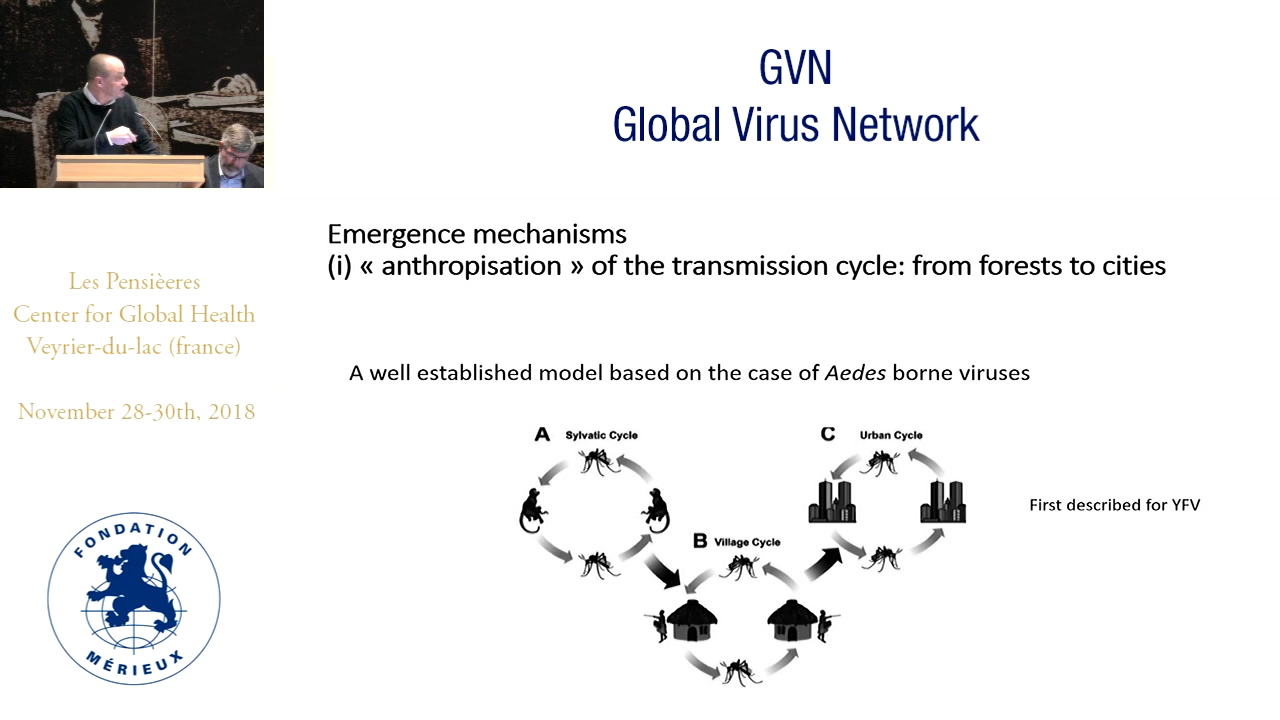 GVN
Global Virus Network
Les Pensièeres
Center for Global Health
Veyrier-du-lac (france)
November 28-30th, 2018
FONDATION
MÉRIEUX
Emergence mechanisms
(i) « anthropisation » of the transmission cycle: from forests to cities
A well established model based on the case of Aedes borne viruses
A Sylvatic Cycle
C Urban Cycle
B Village Cycle
First described for YFV